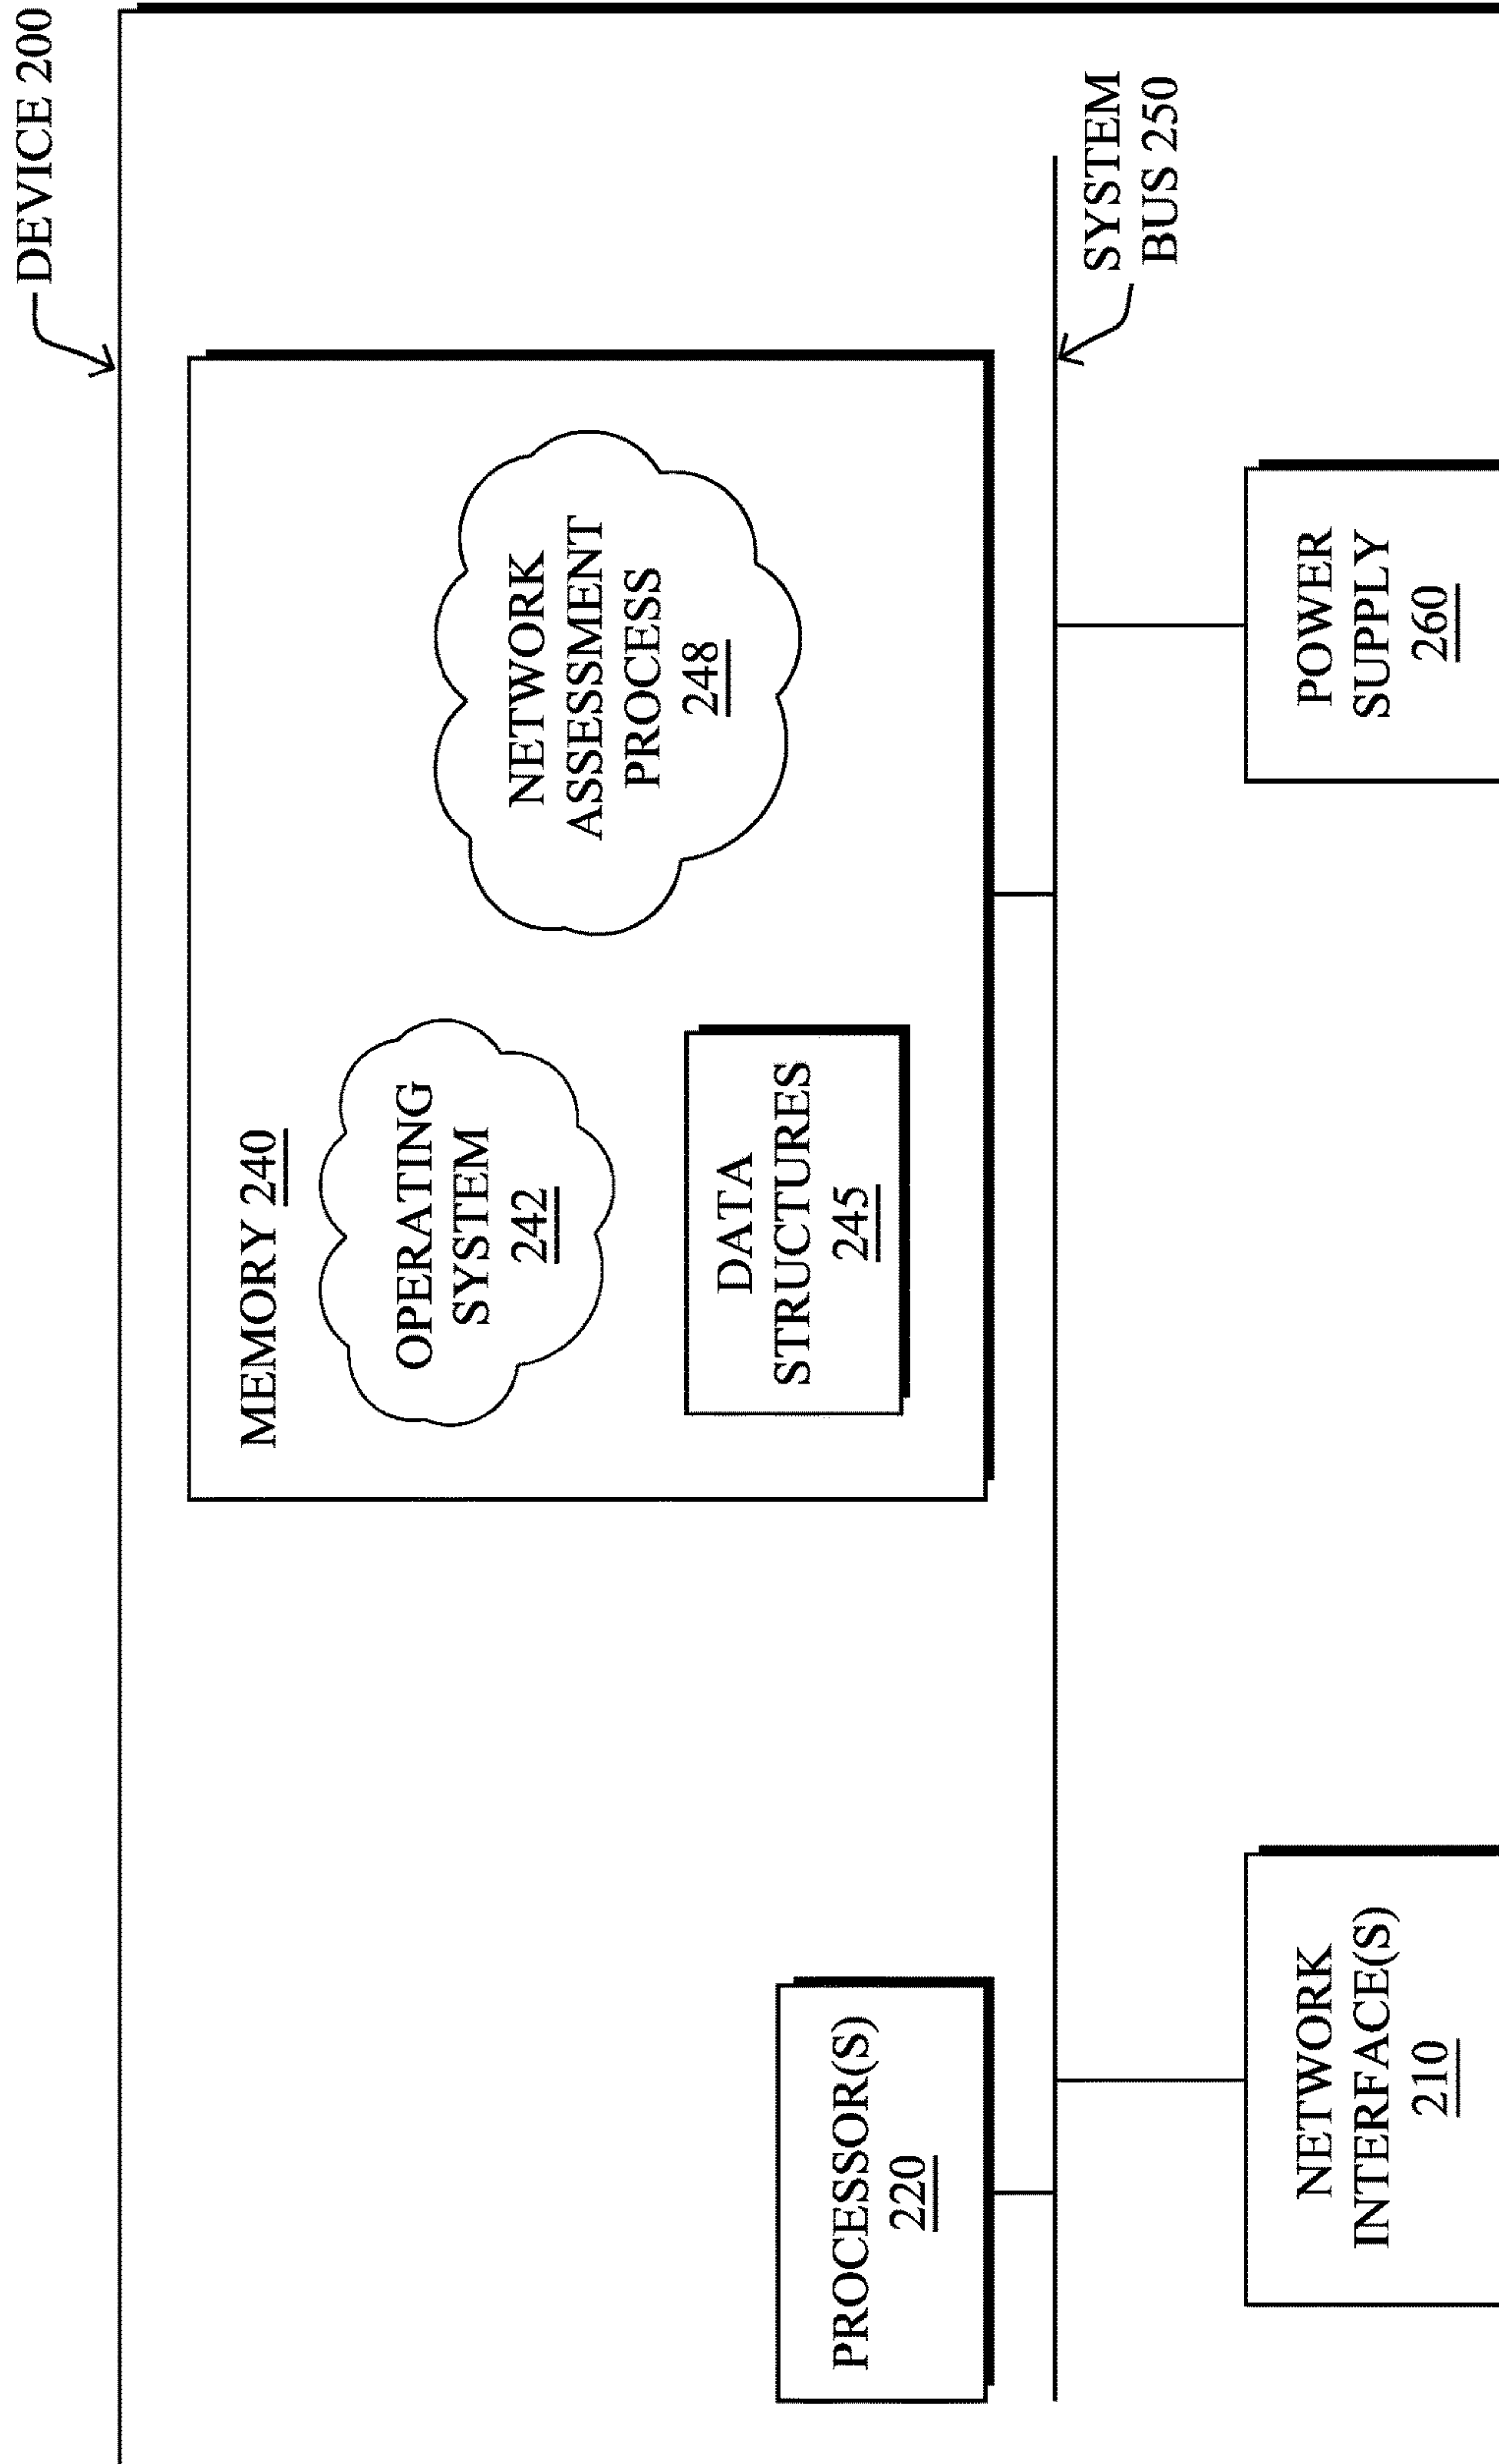 DEVICE 200
MEMORY 240
OPERATING
SYSTEM
242
DATA
STRUCTURES
245
NETWORK
ASSESSMENT
PROCESS
248
PROCESSOR(S)
220
SYSTEM
BUS 250
NETWORK
INTERFACE(S)
210
POWER
SUPPLY
260